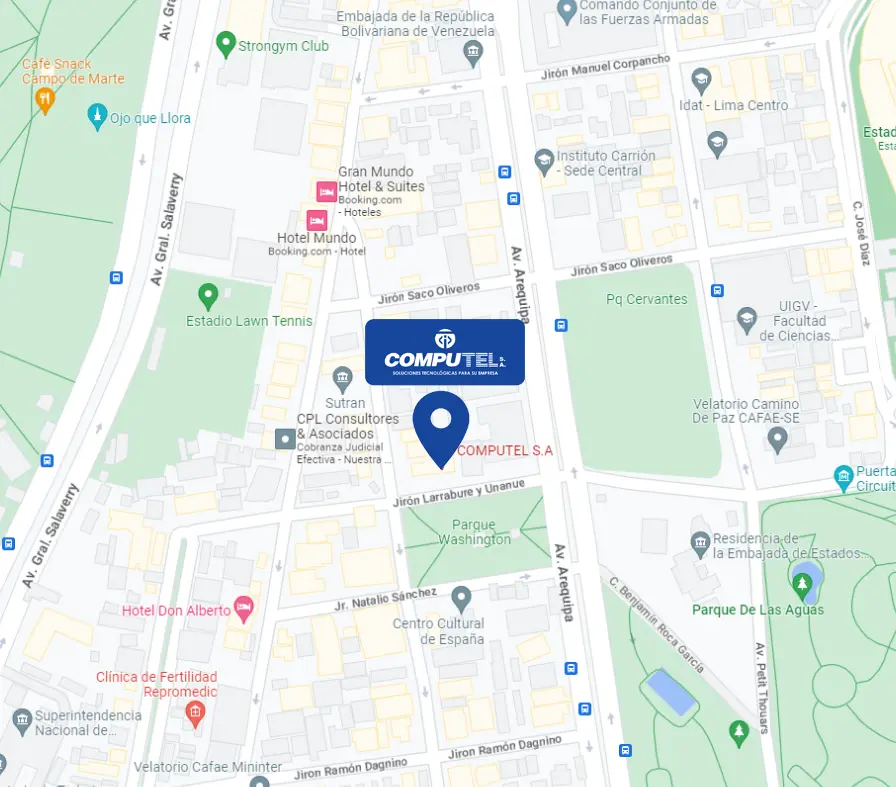 Av. Gral.
Embajada de la República
Bolivariana de Venezuela
Comando Conjunto de
las Fuerzas Armadas
Strongym Club
Café Snack
Campo de Marte
Jirón Manuel Corpancho
Ojo que Llora
Idat - Lima Centro
Estad
Esta
Instituto Carrión
- Sede Central
Gran Mundo
Hotel & Suites
Booking.com
- Hoteles
Av. Gral. Salaverry
Hotel Mundo
Booking.com - Hotel
C. José Díaz
Av. Arequipa
Jirón Saco Oliveros
Jirón Saco Oliveros
Pq Cervantes
Estadio Lawn Tennis
UIGV -
Facultad
de Ciencias...
COMPUTEL S.A.
SOLUCIONES TECNOLÓGICAS PARA SU EMPRESA
Sutran
CPL Consultores
& Asociados
Cobranza Judicial
Efectiva - Nuestra ...
Velatorio Camino
De Paz CAFAE-SE
COMPUTEL S.A
Puerta
Circuit
Jirón Larrabure y Unanue
Av. Gral. Salaverry
Parque
Washington
Residencia de
la Embajada de Estados...
Av. Arequipa
Jr. Natalio Sánchez
C. Benjamín Roca García
Hotel Don Alberto
Centro Cultural
de España
Parque De Las Aguas
Av. Petit Thouars
Clínica de Fertilidad
Repromedic
Superintendencia
Nacional de...
Jiron Ramón Dagnino
Jiron Ramón Dagnino
Velatorio Cafae Mininter